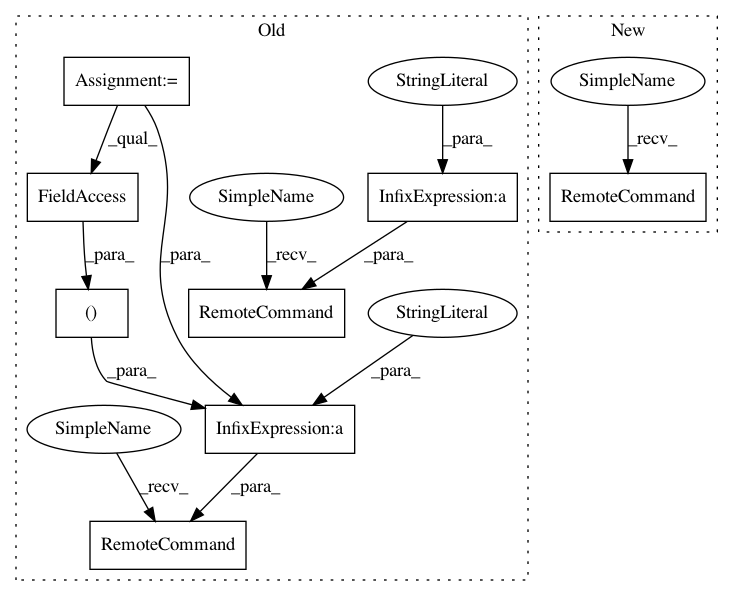 Old
New
Assignment:=
StringLiteral
SimpleName
_qual_
_para_
_recv_
FieldAccess
SimpleName
InfixExpression:a
RemoteCommand
_para_
_para_
_recv_
_para_
()
RemoteCommand
StringLiteral
_para_
_para_
SimpleName
InfixExpression:a
_recv_
_para_
RemoteCommand